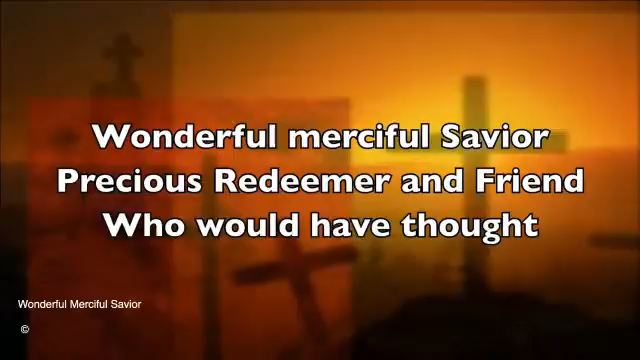 Wonderful merciful Savior
Precious Redeemer and Friend
Who would have thought
Wonderful Merciful Savior
©